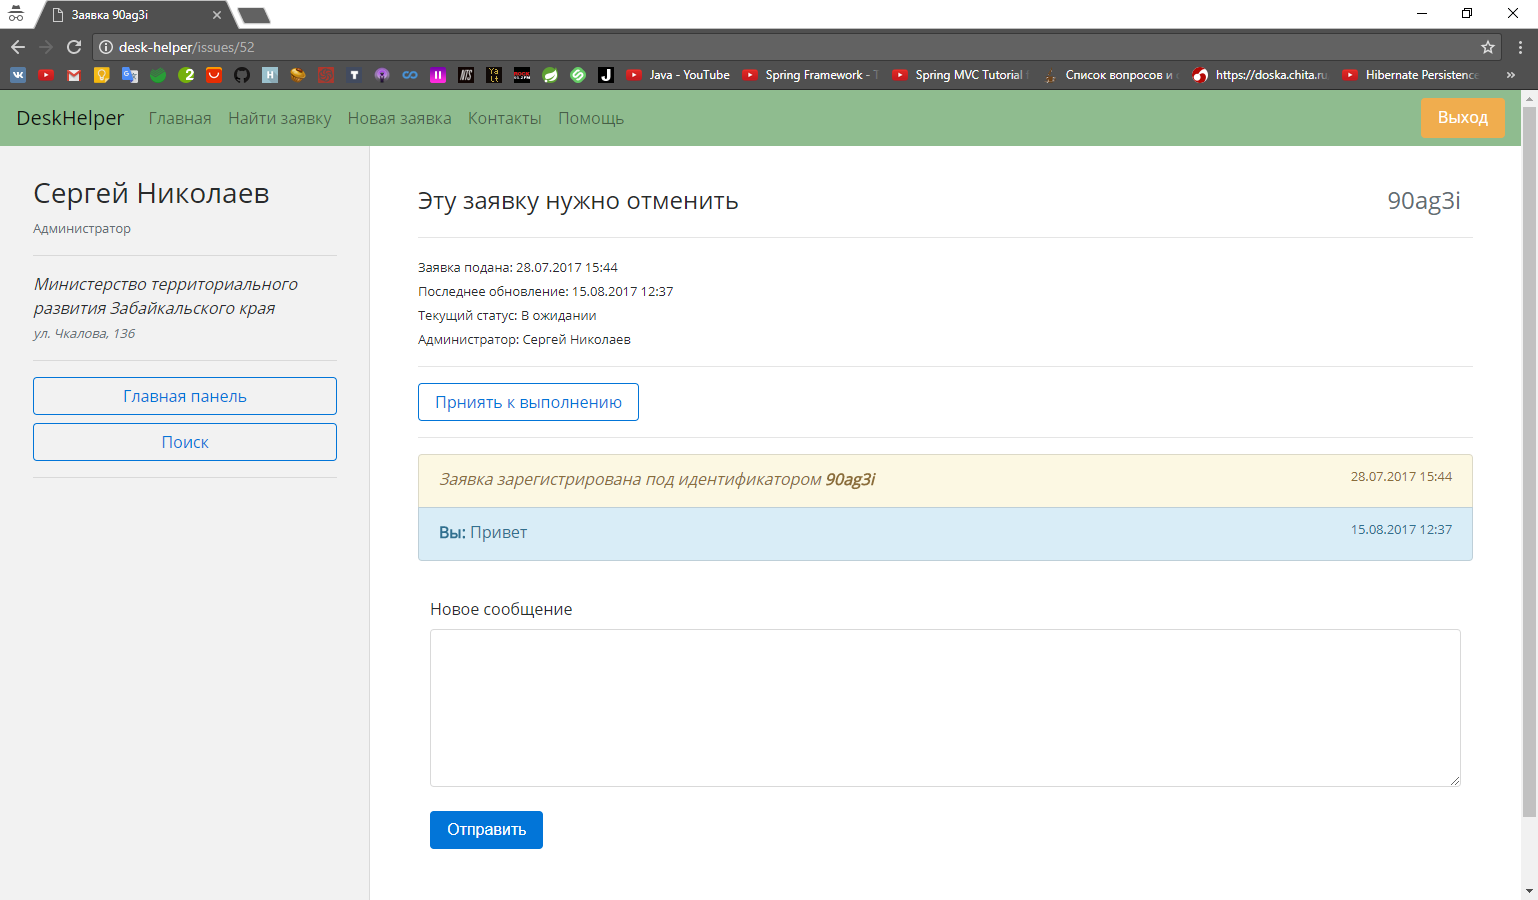 Заявка 90ag3i
desk-helper/issues/52
Java - YouTube
Spring Framework - T
Spring MVC Tutorial
Список вопросов и
https://doska.chita.ru
Hibernate Persistence
DeskHelper
Главная
Найти заявку
Новая заявка
Контакты
Помощь
Выход
Сергей Николаев
Администратор
Министерство территориального
развития Забайкальского края
ул. Чкалова, 136
Главная панель
Поиск
Эту заявку нужно отменить
90ag3i
Заявка подана: 28.07.2017 15:44
Последнее обновление: 15.08.2017 12:37
Текущий статус: В ожидании
Администратор: Сергей Николаев
Прниять к выполнению
Заявка зарегистрирована под идентификатором 90ag3i
28.07.2017 15:44
Вы: Привет
15.08.2017 12:37
Новое сообщение
Отправить